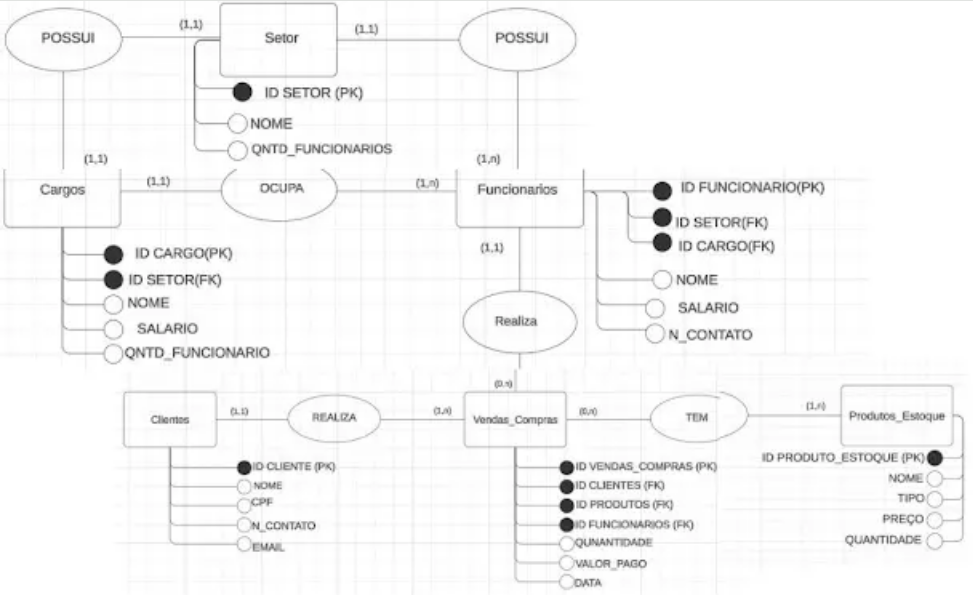 POSSUI
(1,1)
Setor
(1,1)
POSSUI
ID SETOR (PK)
NOME
QNTD_FUNCIONARIOS
(1,1)
(1,n)
Cargos
(1,1)
OCUPA
(1,n)
Funcionarios
ID FUNCIONARIO(PK)
ID SETOR(FK)
ID CARGO(FK)
NOME
SALARIO
N_CONTATO
ID CARGO(PK)
ID SETOR(FK)
NOME
SALARIO
QNTD_FUNCIONARIO
(1,1)
Realiza
(0,n)
Clientes
(1,1)
REALIZA
(1,n)
Vendas_Compras
(0,n)
TEM
(1,n)
Produtos_Estoque
ID CLIENTE (PK)
NOME
CPF
N_CONTATO
EMAIL
ID VENDAS_COMPRAS (PK)
ID CLIENTES (FK)
ID PRODUTOS (FK)
ID FUNCIONARIOS (FK)
QUNANTIDADE
VALOR_PAGO
DATA
ID PRODUTO_ESTOQUE (PK)
NOME
TIPO
PREÇO
QUANTIDADE